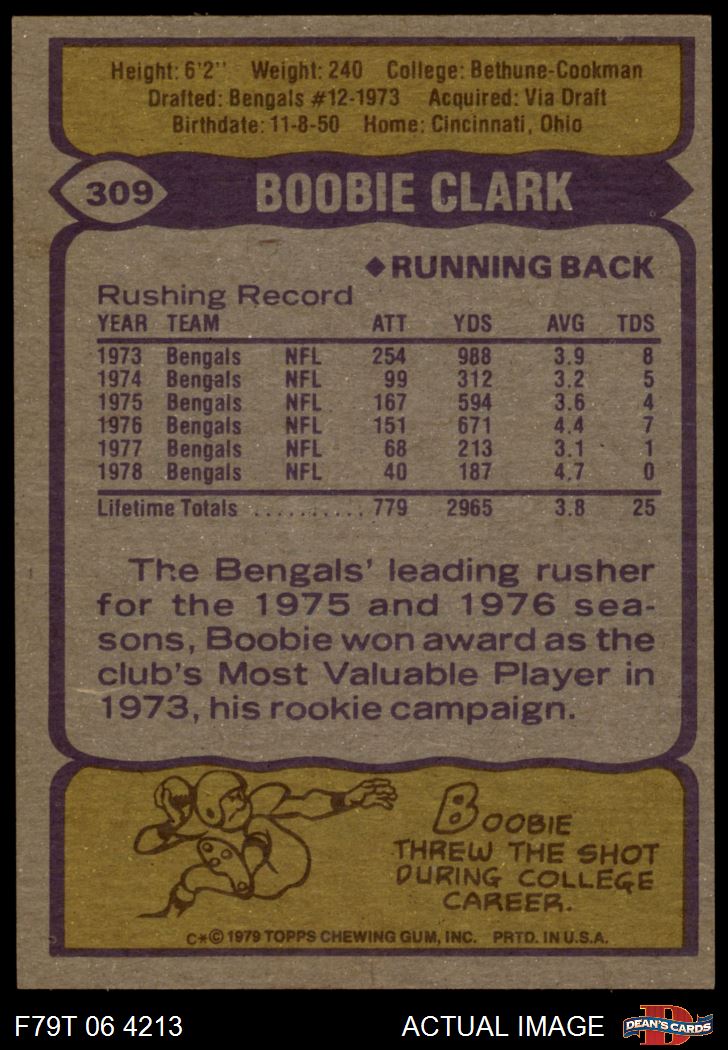 Height: 6'2" Weight: 240 College: Bethune-Cookman
Drafted: Bengals #12-1973 Acquired: Via Draft
Birthdate: 11-8-50 Home: Cincinnati, Ohio
309 BOOBIE CLARK
◆RUNNING BACK
Rushing Record
YEAR TEAM ATT YDS AVG TDS
1973 Bengals NFL 254 988 3.9 8
1974 Bengals NFL 99 312 3.2 5
1975 Bengals NFL 167 594 3.6 4
1976 Bengals NFL 151 671 4.4 7
1977 Bengals NFL 68 213 3.1 1
1978 Bengals NFL 40 187 4.7 0
Lifetime Totals .......... 779 2965 3.8 25
The Bengals' leading rusher
for the 1975 and 1976 sea-
sons, Boobie won award as the
club's Most Valuable Player in
1973, his rookie campaign.
BOOBIE
THREW THE SHOT
DURING COLLEGE
CAREER.
C*© 1979 TOPPS CHEWING GUM, INC. PRTD. IN U.S.A.
F79T 06 4213 ACTUAL IMAGE D DEAN'S CARDS